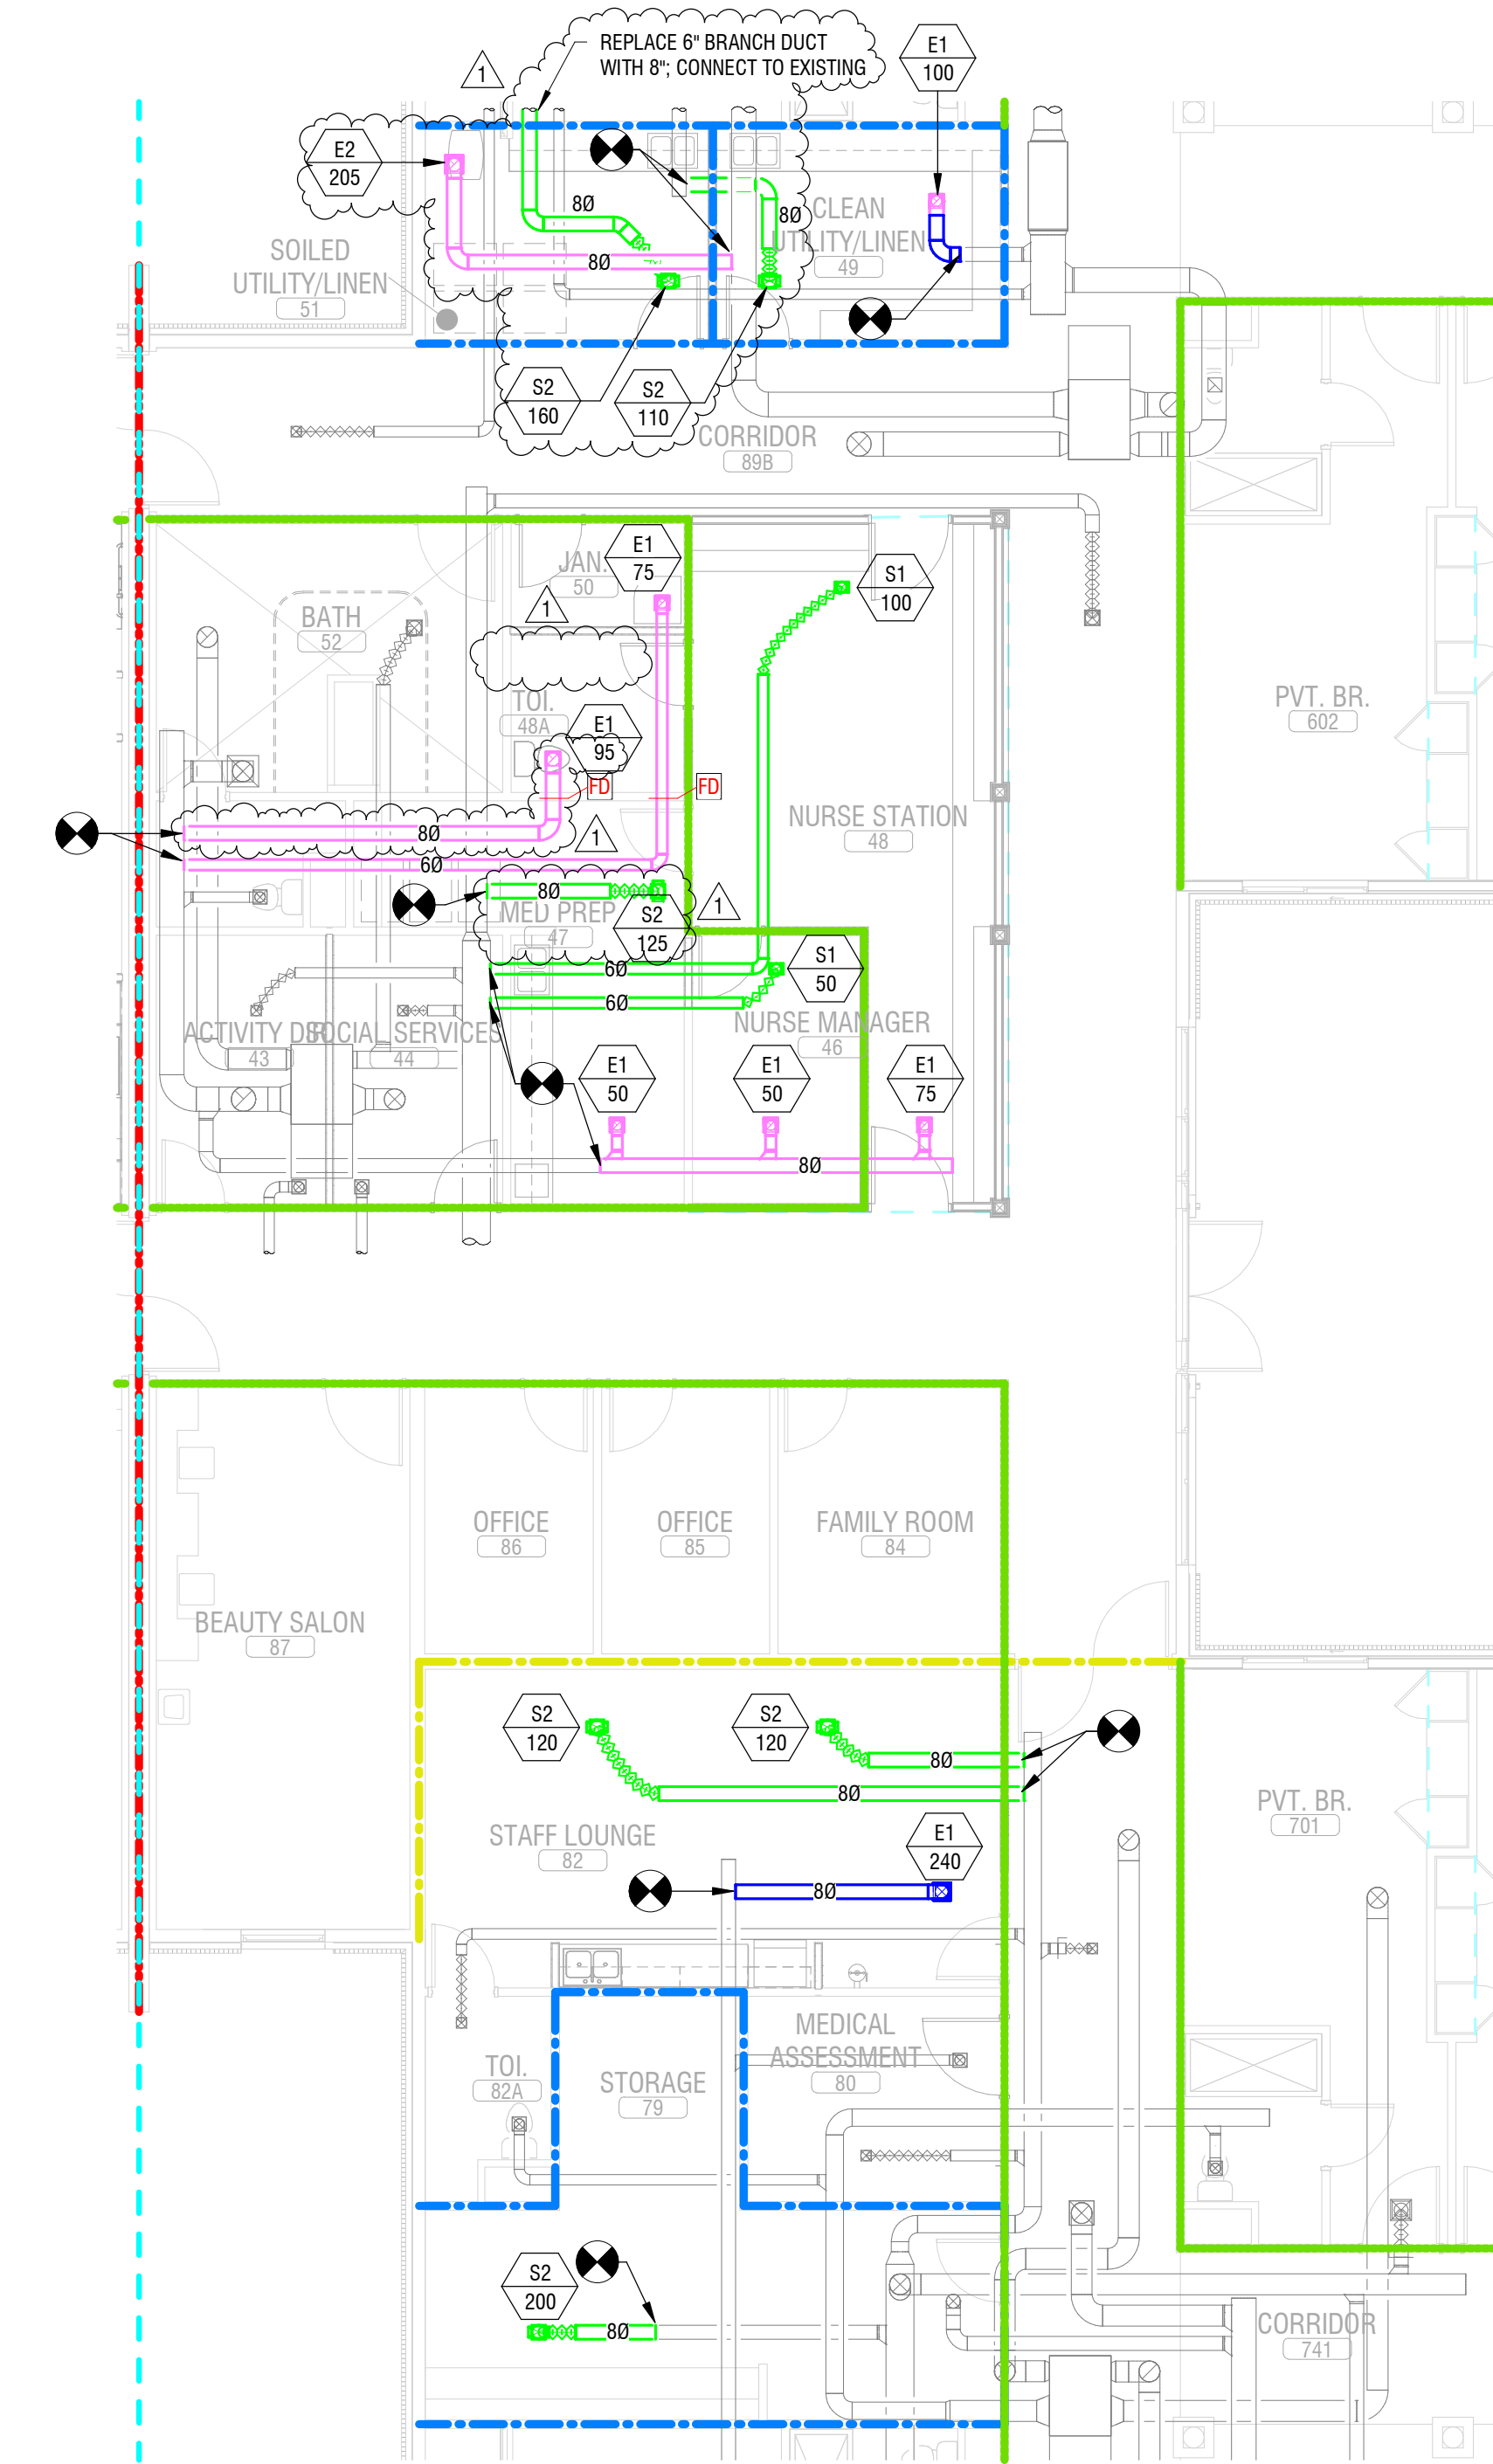 REPLACE 6" BRANCH DUCT
WITH 8"; CONNECT TO EXISTING
1
E1
100
E2
205
8Ø
8Ø
8Ø
CLEAN
UTILITY/LINEN
49
SOILED
UTILITY/LINEN
51
S2
160
S2
110
CORRIDOR
89B
JAN.
50
E1
75
S1
100
1
BATH
52
TOI.
48A
E1
95
FD
FD
PVT. BR.
602
NURSE STATION
48
8Ø
1
6Ø
8Ø
MED PREP
47
S2
125
1
6Ø
S1
50
6Ø
NURSE MANAGER
46
ACTIVITY DIR
43
SOCIAL SERVICES
44
E1
50
E1
50
E1
75
8Ø
OFFICE
86
OFFICE
85
FAMILY ROOM
84
BEAUTY SALON
87
S2
120
S2
120
8Ø
8Ø
STAFF LOUNGE
82
E1
240
8Ø
PVT. BR.
701
MEDICAL
ASSESSMENT
80
TOI.
82A
STORAGE
79
S2
200
8Ø
CORRIDOR
741